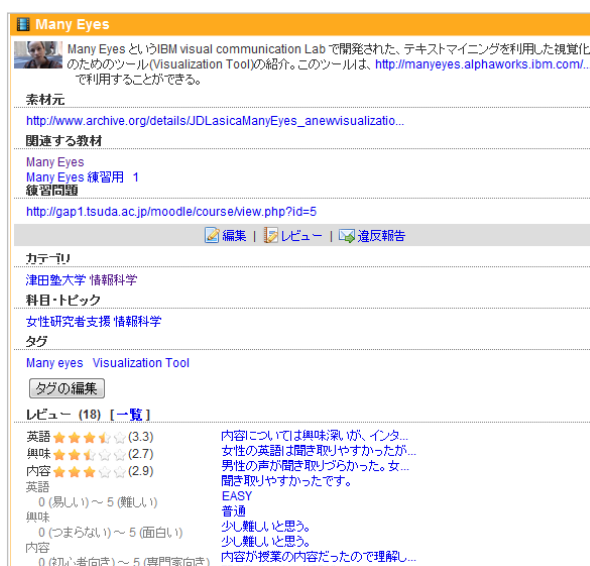 Many Eyes
Many Eyes というIBM visual communication Lab で開発された、テキストマイニングを利用した視覚化
のためのツール(Visualization Tool)の紹介。このツールは、http://manyeyes.alphaworks.ibm.com/...
で利用することができる。
素材元
http://www.archive.org/details/JDLasicaManyEyes_anewvisualizatio...
関連する教材
Many Eyes
Many Eyes 練習用 1
練習問題
http://gap1.tsuda.ac.jp/moodle/course/view.php?id=5
編集 | レビュー | 違反報告
カテゴリ
津田塾大学 情報科学
科目・トピック
女性研究者支援 情報科学
タグ
Many eyes Visualization Tool
タグの編集
レビュー (18) [一覧]
英語 (3.3) 内容については興味深いが、インタ...
興味 (2.7) 女性の英語は聞き取りやすかったが...
内容 (2.9) 男性の声が聞き取りづらかった。女...
英語 聞き取りやすかったです。
0 (易しい) ～ 5 (難しい) EASY
興味 普通
0 (つまらない) ～ 5 (面白い) 少し難しいと思う。
内容 少し難しいと思う。
0 (初心者向き) ～ 5 (専門家向き) 内容が授業の内容だったので理解し...